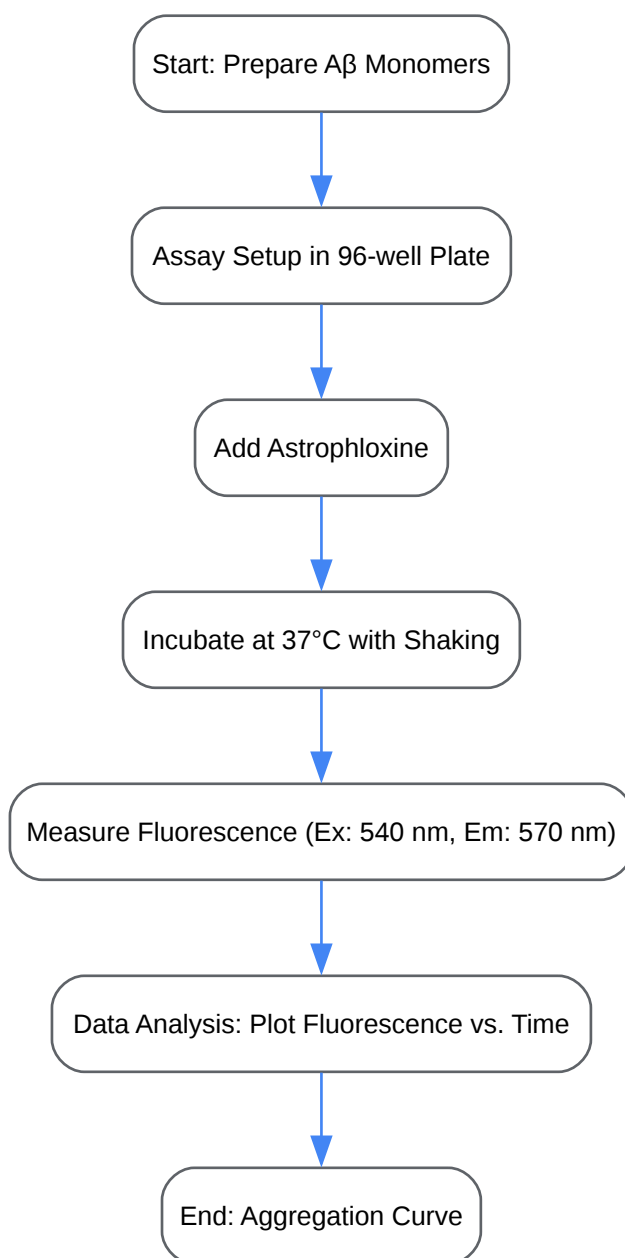 Start: Prepare Aβ Monomers
Assay Setup in 96-well Plate
Add Astrophloxine
Incubate at 37°C with Shaking
Measure Fluorescence (Ex: 540 nm, Em: 570 nm)
Data Analysis: Plot Fluorescence vs. Time
End: Aggregation Curve